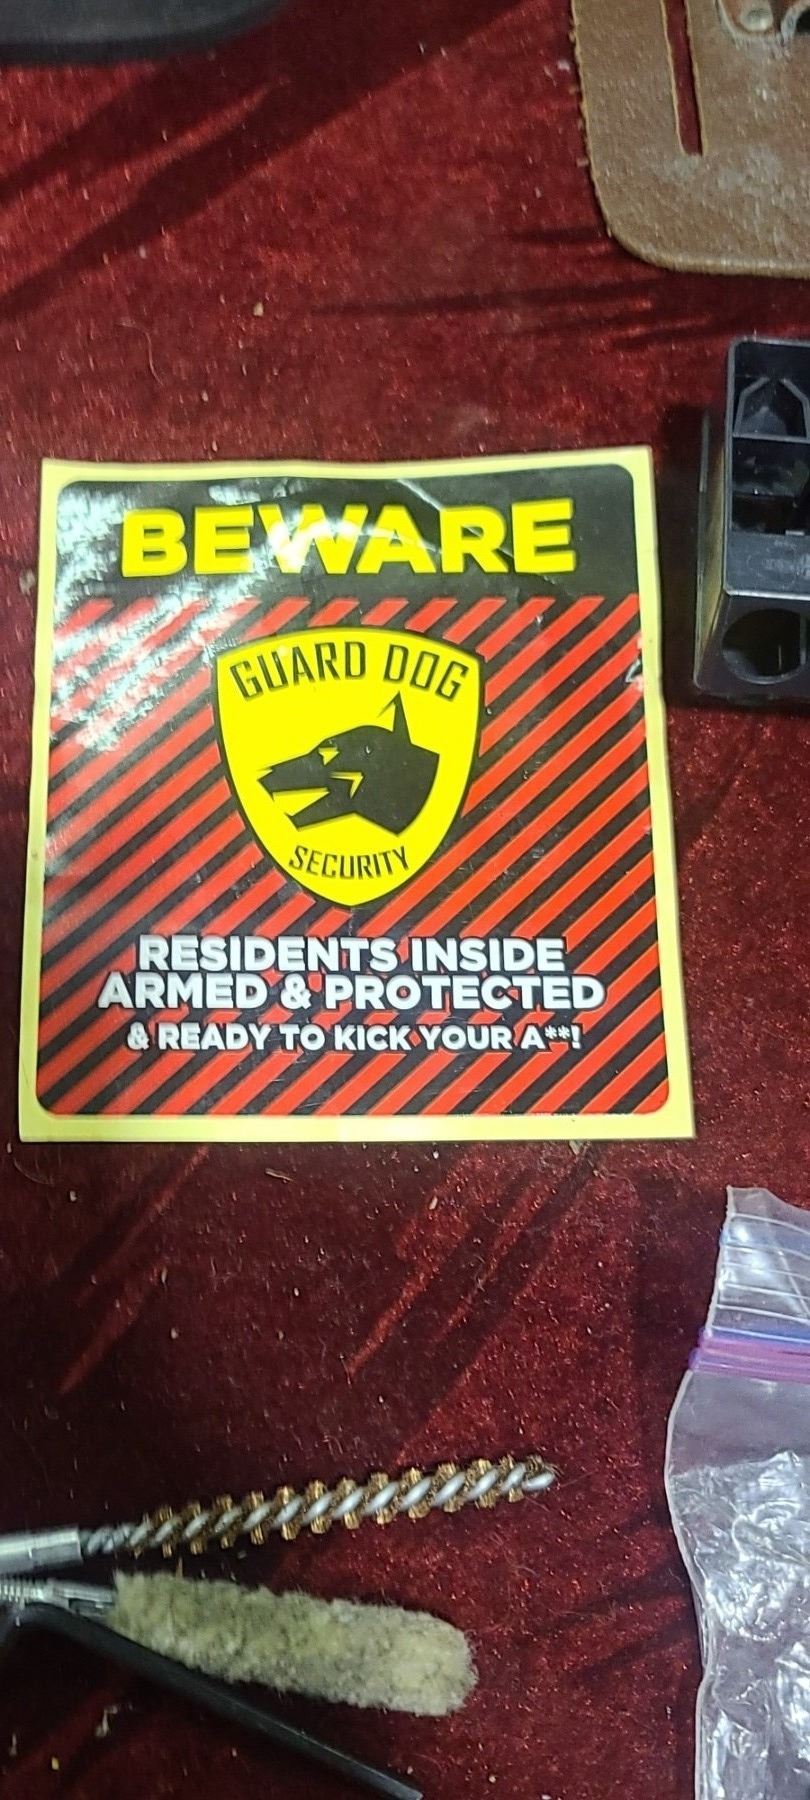 BEWARE
GUARD DOG
SECURITY
RESIDENTS INSIDE
ARMED & PROTECTED
& READY TO KICK YOUR A**!